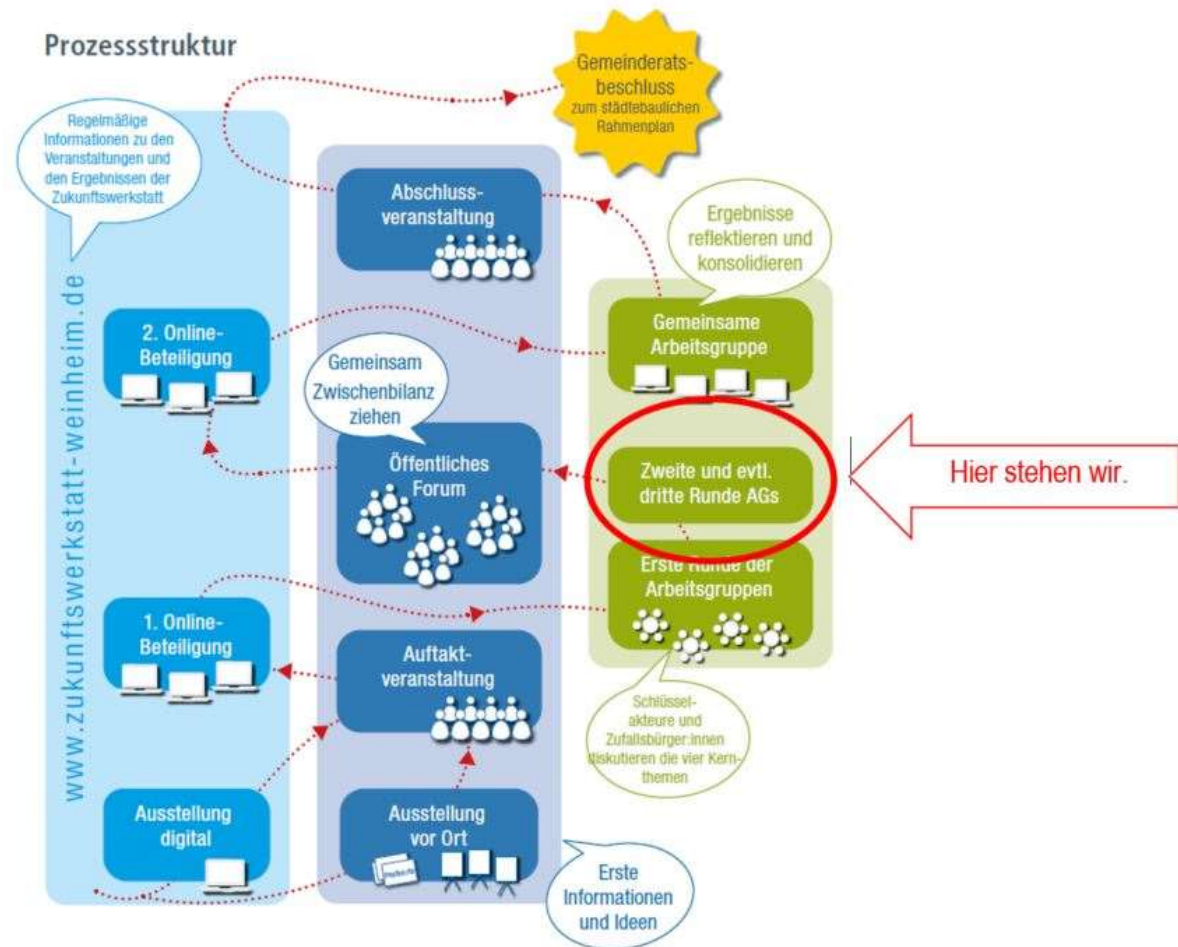 Prozessstruktur
Gemeinderats-
beschluss
zum städtebaulichen
Rahmenplan
Regelmäßige
Informationen zu den
Veranstaltungen und
den Ergebnissen der
Zukunftswerkstatt
www.zukunftswerkstatt-weinheim.de
Abschluss-
veranstaltung
Ergebnisse
reflektieren und
konsolidieren
2. Online-
Beteiligung
Gemeinsam
Zwischenbilanz
ziehen
Gemeinsame
Arbeitsgruppe
Öffentliches
Forum
Zweite und evtl.
dritte Runde AGs
Hier stehen wir.
Erste Runde der
Arbeitsgruppen
1. Online-
Beteiligung
Auftakt-
veranstaltung
Schlüssel-
akteure und
Zufallsbürger:innen
diskutieren die vier Kern-
themen
Ausstellung
digital
Ausstellung
vor Ort
Erste
Informationen
und Ideen